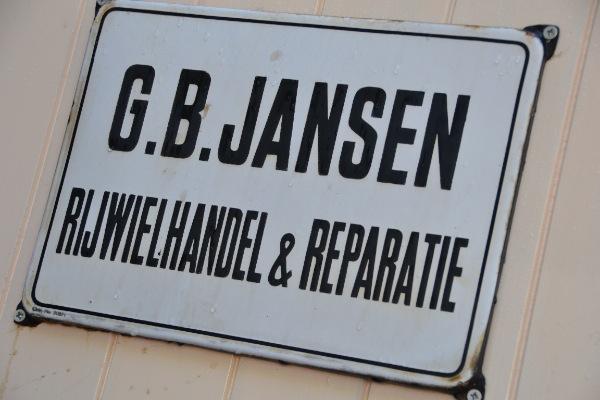 G.B.JANSEN
RIJWIELHANDEL & REPARATIE